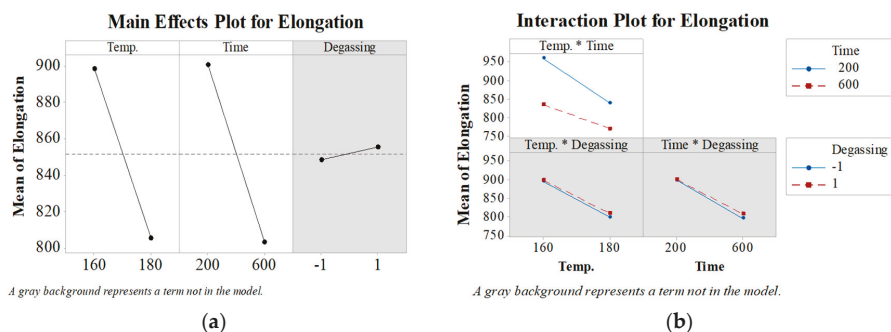 Main Effects Plot for Elongation
Temp. Time Degassing
Mean of Elongation
900
880
860
840
820
800
160 180 200 600 -1 1
A gray background represents a term not in the model.
(a)
Interaction Plot for Elongation
Temp. * Time
Mean of Elongation
950
900
850
800
750
Temp. * Degassing Time * Degassing
950
900
850
800
750
160 180 200 600
Temp. Time
Time
200
600
Degassing
-1
1
A gray background represents a term not in the model.
(b)